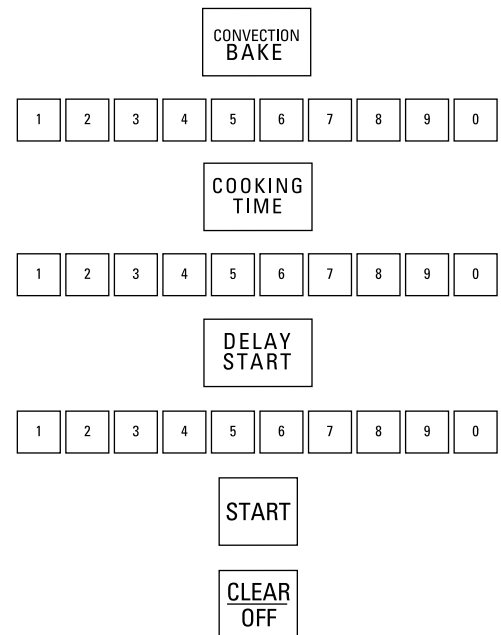 CONVECTION
BAKE
1 2 3 4 5 6 7 8 9 0
COOKING
TIME
1 2 3 4 5 6 7 8 9 0
DELAY
START
1 2 3 4 5 6 7 8 9 0
START
CLEAR
OFF